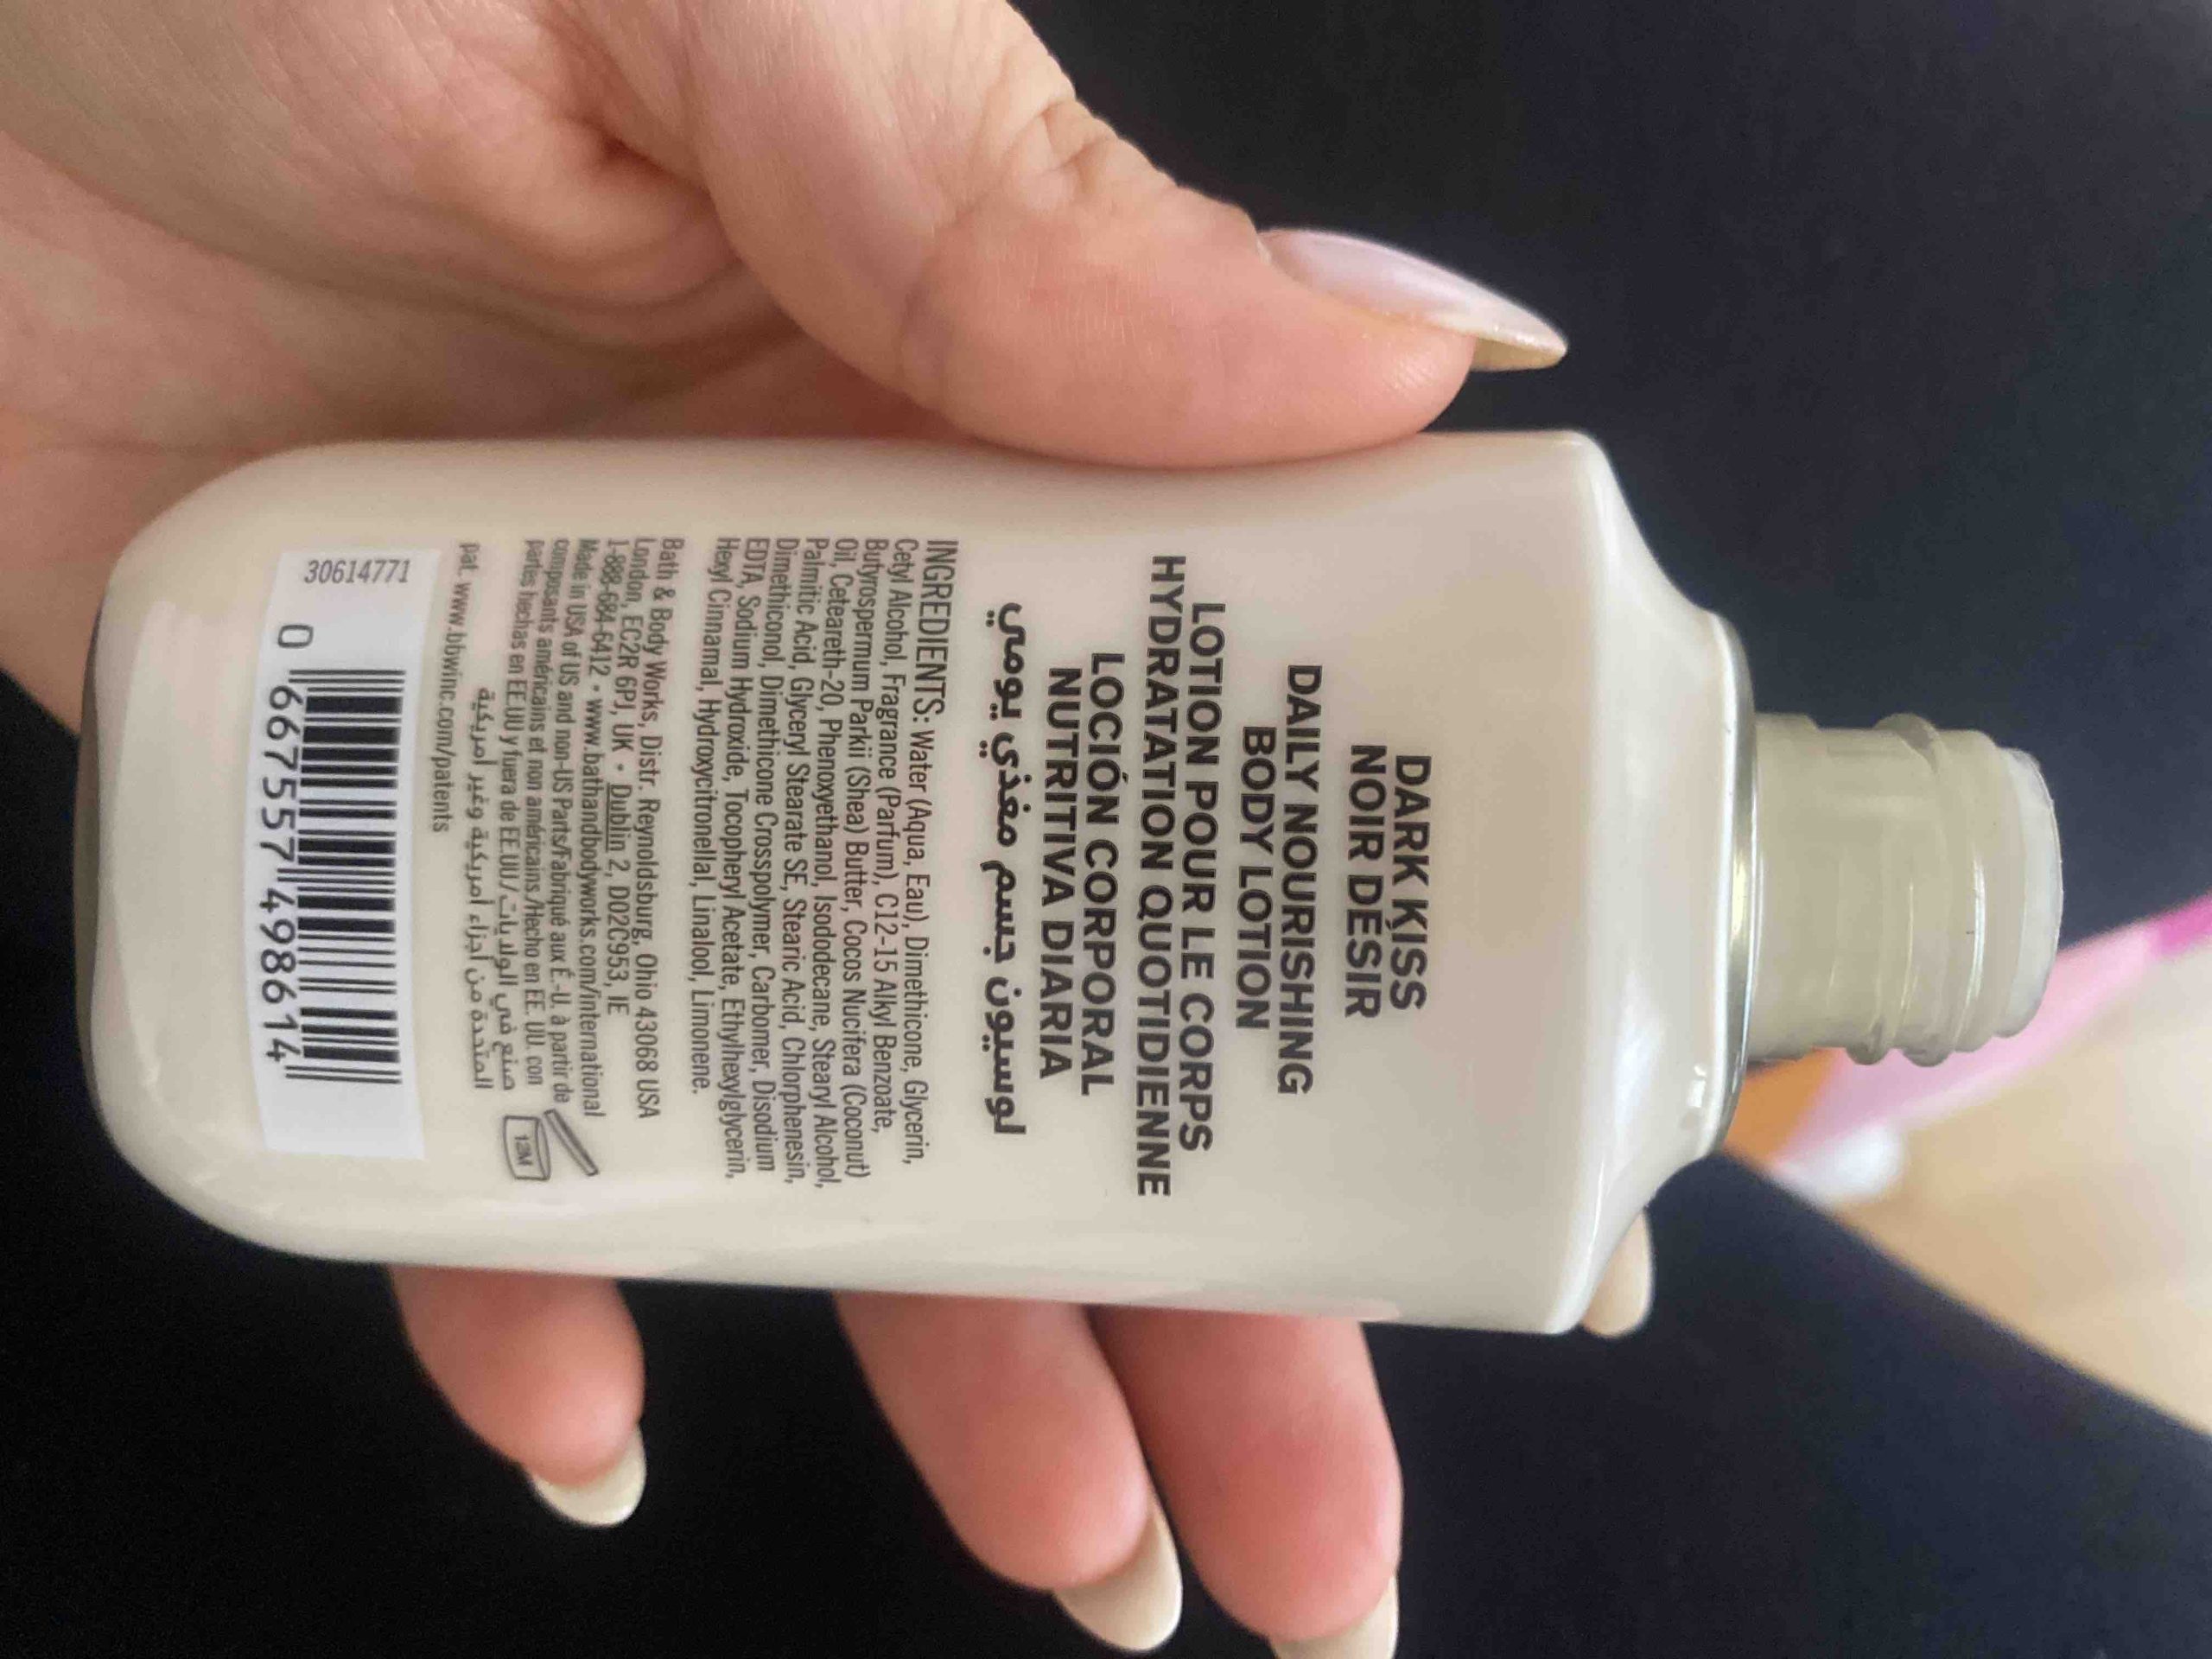 DARK KISS
NOIR DÉSIR
DAILY NOURISHING
BODY LOTION
LOTION POUR LE CORPS
HYDRATATION QUOTIDIENNE
LOCIÓN CORPORAL
NUTRITIVA DIARIA
لوسيون جسم مغذي يومي
INGREDIENTS: Water (Aqua, Eau), Dimethicone, Glycerin,
Cetyl Alcohol, Fragrance (Parfum), C12-15 Alkyl Benzoate,
Butyrospermum Parkii (Shea) Butter, Cocos Nucifera (Coconut)
Oil, Ceteareth-20, Phenoxyethanol, Isododecane, Stearyl Alcohol,
Palmitic Acid, Glyceryl Stearate SE, Stearic Acid, Chlorphenesin,
Dimethiconol, Dimethicone Crosspolymer, Carbomer, Disodium
EDTA, Sodium Hydroxide, Tocopheryl Acetate, Ethylhexylglycerin,
Hexyl Cinnamal, Hydroxycitronellal, Linalool, Limonene.
Bath & Body Works, Distr. Reynoldsburg, Ohio 43068 USA
London, EC2R 6PJ, UK • Dublin 2, D02C953, IE
1-888-684-6412 • www.bathandbodyworks.com/international
Made in USA of US and non-US Parts/Fabriqué aux É.-U. à partir de
composants américains et non américains./Hecho en EE. UU. con
partes hechas en EE.UU y fuera de EE.UU./ صنع في الولايات
المتحدة من أجزاء أمريكية وغير أمريكية
12M
pat. www.bbwinc.com/patents
30614771
0 667557 498614